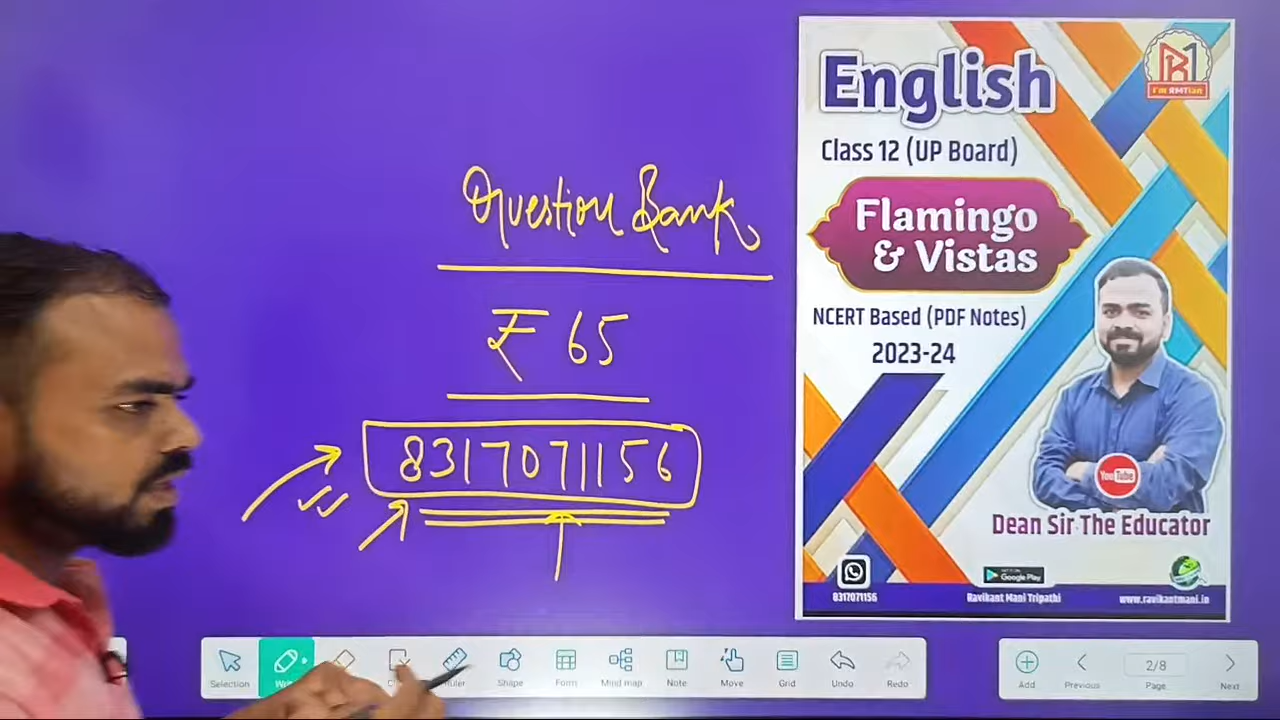 Question Bank
₹ 65
8317071156
English
I'm RMTian
Class 12 (UP Board)
Flamingo
& Vistas
NCERT Based (PDF Notes)
2023-24
YouTube
Dean Sir The Educator
GET IT ON
Google Play
8317071156
Ravikant Mani Tripathi
www.ravikantmani.in
Selection
Ruler
Shape
Form
Mind map
Note
Move
Grid
Undo
Redo
Add
Previous
2/8
Page
Next